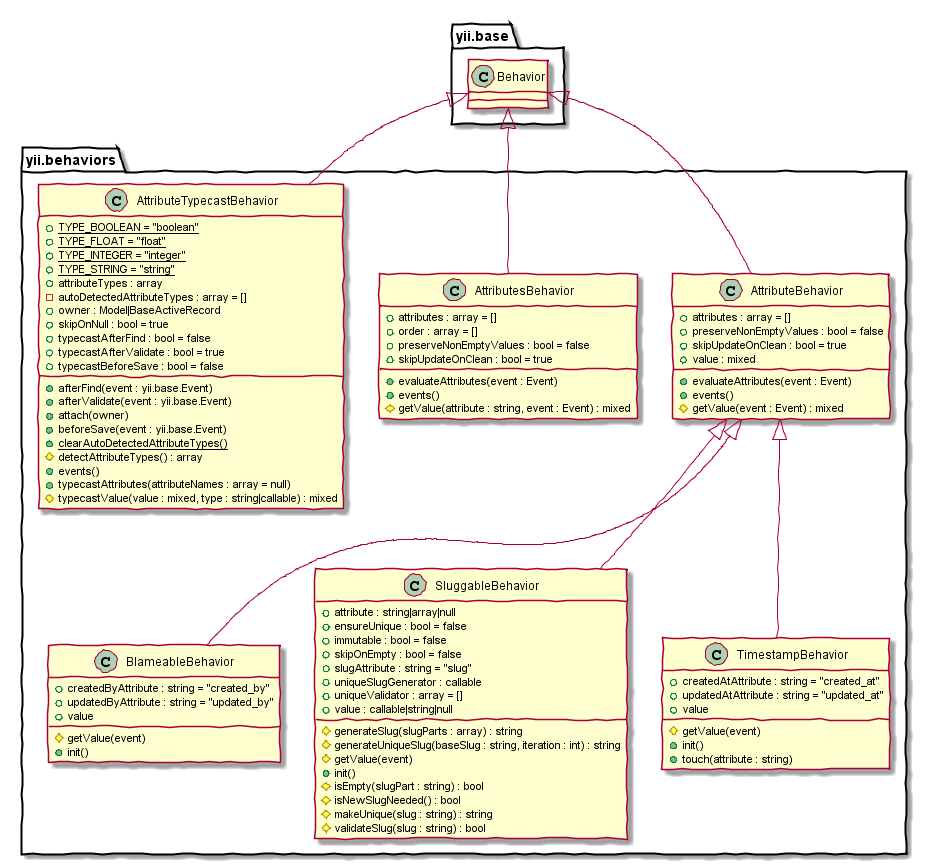 yii.base
C Behavior
yii.behaviors
C AttributeTypecastBehavior
TYPE_BOOLEAN = "boolean"
TYPE_FLOAT = "float"
TYPE_INTEGER = "integer"
TYPE_STRING = "string"
attributeTypes : array
autoDetectedAttributeTypes : array = []
owner : Model|BaseActiveRecord
skipOnNull : bool = true
typecastAfterFind : bool = false
typecastAfterValidate : bool = true
typecastBeforeSave : bool = false
afterFind(event : yii.base.Event)
afterValidate(event : yii.base.Event)
attach(owner)
beforeSave(event : yii.base.Event)
clearAutoDetectedAttributeTypes()
detectAttributeTypes() : array
events()
typecastAttributes(attributeNames : array = null)
typecastValue(value : mixed, type : string|callable) : mixed
C AttributesBehavior
attributes : array = []
order : array = []
preserveNonEmptyValues : bool = false
skipUpdateOnClean : bool = true
evaluateAttributes(event : Event)
events()
getValue(attribute : string, event : Event) : mixed
C AttributeBehavior
attributes : array = []
preserveNonEmptyValues : bool = false
skipUpdateOnClean : bool = true
value : mixed
evaluateAttributes(event : Event)
events()
getValue(event : Event) : mixed
C BlameableBehavior
createdByAttribute : string = "created_by"
updatedByAttribute : string = "updated_by"
value
getValue(event)
init()
C SluggableBehavior
attribute : string|array|null
ensureUnique : bool = false
immutable : bool = false
skipOnEmpty : bool = false
slugAttribute : string = "slug"
uniqueSlugGenerator : callable
uniqueValidator : array = []
value : callable|string|null
generateSlug(slugParts : array) : string
generateUniqueSlug(baseSlug : string, iteration : int) : string
getValue(event)
init()
isEmpty(slugPart : string) : bool
isNewSlugNeeded() : bool
makeUnique(slug : string) : string
validateSlug(slug : string) : bool
C TimestampBehavior
createdAtAttribute : string = "created_at"
updatedAtAttribute : string = "updated_at"
value
getValue(event)
init()
touch(attribute : string)